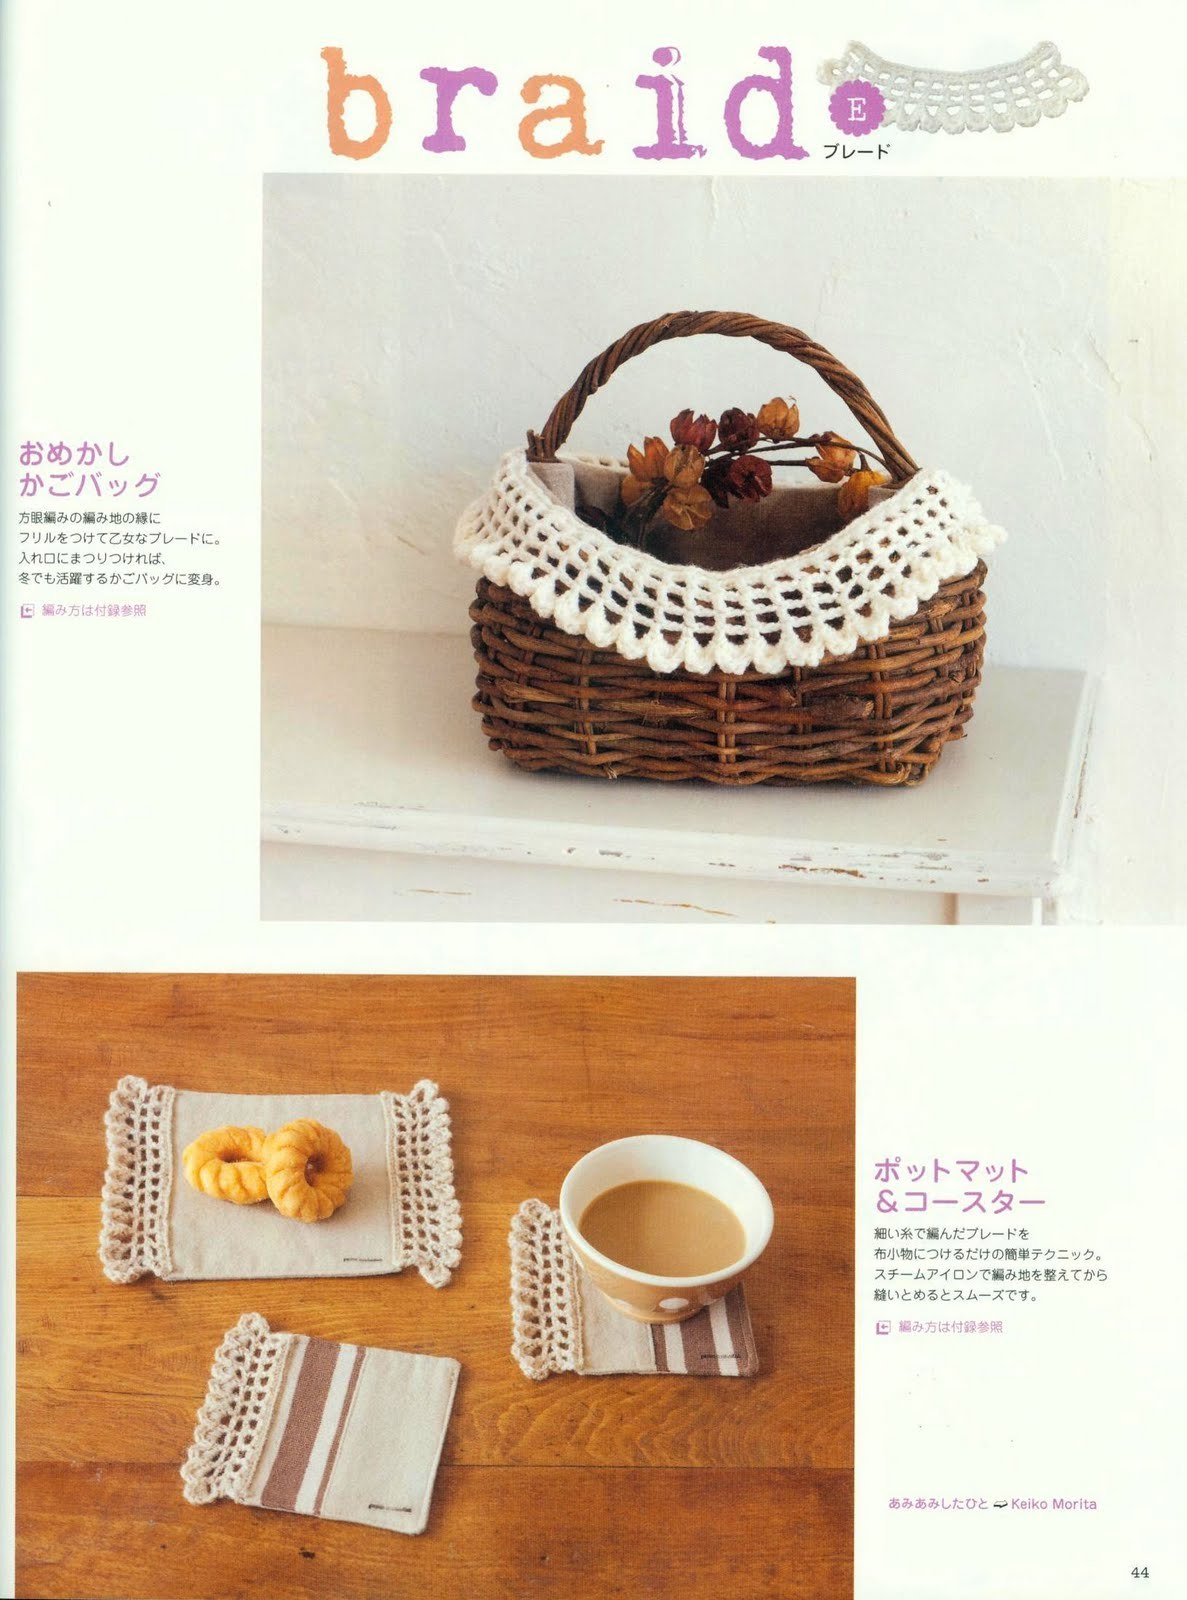 braid
E
ブレード
おめかし
かごバッグ
方眼編みの編み地の縁に
フリルをつけて乙女なブレードに。
入れ口にまつりつければ、
冬でも活躍するかごバッグに変身。
編み方は付録参照
ポットマット
&コースター
細い糸で編んだブレードを
布小物につけるだけの簡単テクニック。
スチームアイロンで編み地を整えてから
縫いとめるとスムーズです。
編み方は付録参照
あみあみしたひと Keiko Morita
44